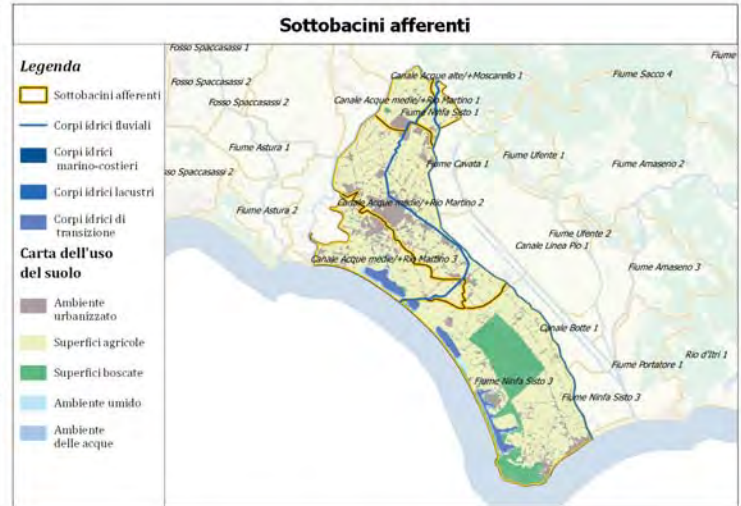 Sottobacini afferenti
Legenda
Sottobacini afferenti
Corpi idrici fluviali
Corpi idrici
marino-costieri
Corpi idrici lacustri
Corpi idrici di
transizione
Carta dell'uso
del suolo
Ambiente
urbanizzato
Superfici agricole
Superfici boscate
Ambiente umido
Ambiente
delle acque
Fosso Spaccasassi 1
Fiume
Canale Acque alte/+Moscarello 1
Fiume Sacco 4
Fosso Spaccasassi 2
Fosso Spaccasassi 2
Canale Acque medie/+Rio Martino 1
Fiume Ninfa Sisto 1
Fiume Astura 1
Fiume Cavata 1
Fiume Ufente 1
Fiume Amaseno 2
so Spaccasassi 2
Canale Acque medie/+Rio Martino 2
Fiume Astura 2
Fiume Ufente 2
Canale Linea Pio 1
Canale Acque medie/+Rio Martino 3
Fiume Amaseno 3
Canale Botte 1
Rio d'Itri 1
Fiume Portatore 1
Fiume Ninfa Sisto 3
Fiume Ninfa Sisto 3